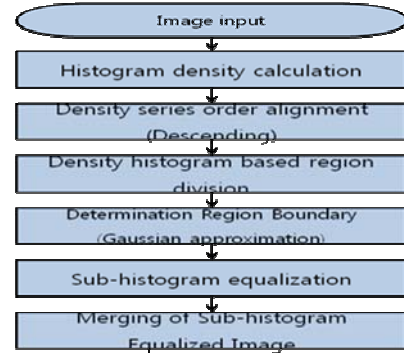 Image input
Histogram density calculation
Density series order alignment
(Descending)
Density histogram based region
division
Determination Region Boundary
(Gaussian approximation)
Sub-histogram equalization
Merging of Sub-histogram
Equalized Image